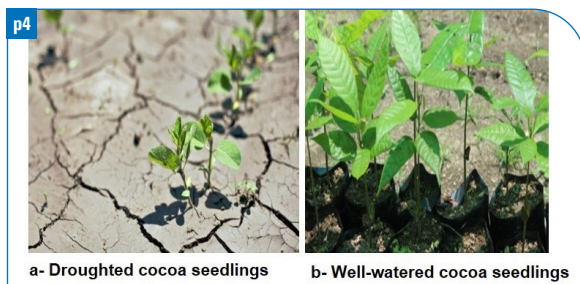 p4
a- Droughted cocoa seedlings
b- Well-watered cocoa seedlings